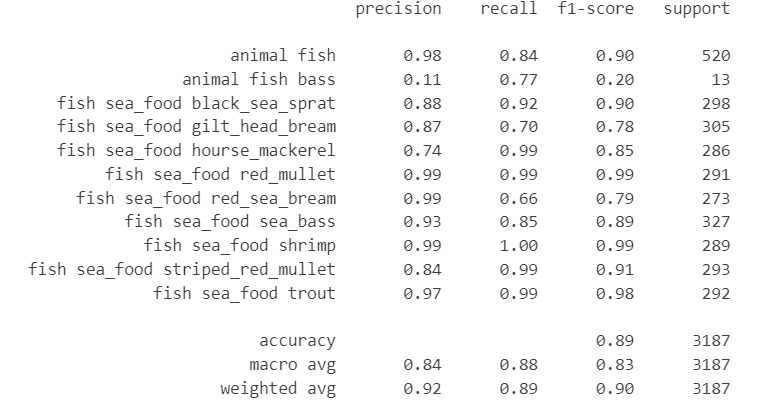 precision recall f1-score support
animal fish 0.98 0.84 0.90 520
animal fish bass 0.11 0.77 0.20 13
fish sea_food black_sea_sprat 0.88 0.92 0.90 298
fish sea_food gilt_head_bream 0.87 0.70 0.78 305
fish sea_food hourse_mackerel 0.74 0.99 0.85 286
fish sea_food red_mullet 0.99 0.99 0.99 291
fish sea_food red_sea_bream 0.99 0.66 0.79 273
fish sea_food sea_bass 0.93 0.85 0.89 327
fish sea_food shrimp 0.99 1.00 0.99 289
fish sea_food striped_red_mullet 0.84 0.99 0.91 293
fish sea_food trout 0.97 0.99 0.98 292
accuracy 0.89 3187
macro avg 0.84 0.88 0.83 3187
weighted avg 0.92 0.89 0.90 3187